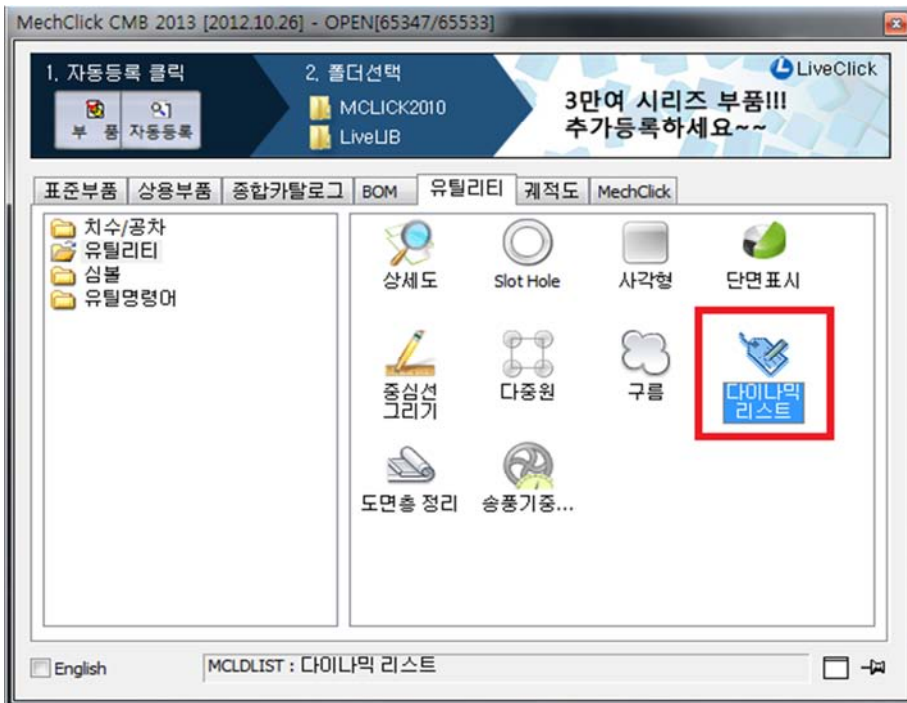 MechClick CMB 2013 [2012.10.26] - OPEN[65347/65533]
1. 자동등록 클릭
부 품
자동등록
2. 폴더선택
MCLICK2010
LiveLIB
LiveClick
3만여 시리즈 부품!!!
추가등록하세요~~
표준부품
상용부품
종합카탈로그
BOM
유틸리티
궤적도
MechClick
치수/공차
유틸리티
심볼
유틸명령어
상세도
Slot Hole
사각형
단면표시
중심선
그리기
다중원
구름
다이나믹
리스트
도면층 정리
송풍기중...
English
MCLDLIST : 다이나믹 리스트